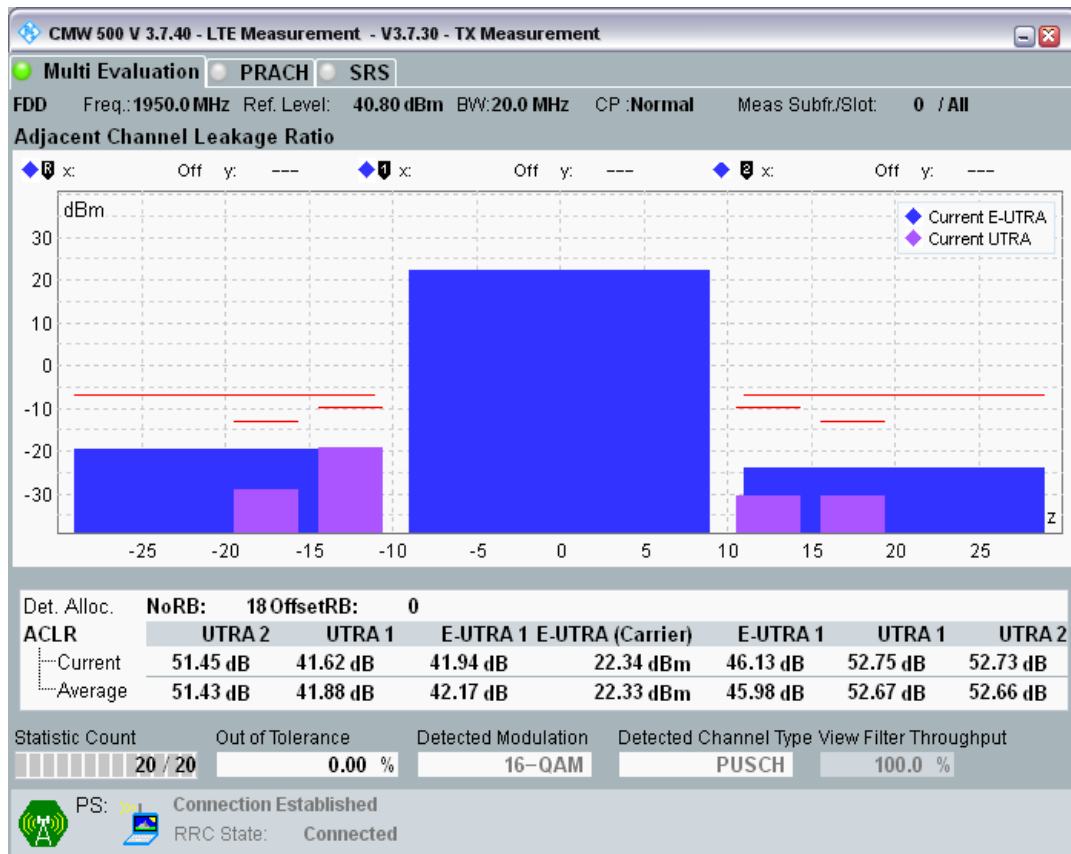 CMW 500 V 3.7.40 - LTE Measurement - V3.7.30 - TX Measurement
Multi Evaluation PRACH SRS
FDD Freq.:1950.0 MHz Ref. Level: 40.80 dBm BW:20.0 MHz CP :Normal Meas Subfr./Slot: 0 / All
Adjacent Channel Leakage Ratio
R x: Off y: --- 1 x: Off y: --- 2 x: Off y: ---
dBm
Current E-UTRA
Current UTRA
30
20
10
0
-10
-20
-30
z
-25 -20 -15 -10 -5 0 5 10 15 20 25
Det. Alloc. NoRB: 18 OffsetRB: 0
ACLR UTRA 2 UTRA 1 E-UTRA 1 E-UTRA (Carrier) E-UTRA 1 UTRA 1 UTRA 2
Current 51.45 dB 41.62 dB 41.94 dB 22.34 dBm 46.13 dB 52.75 dB 52.73 dB
Average 51.43 dB 41.88 dB 42.17 dB 22.33 dBm 45.98 dB 52.67 dB 52.66 dB
Statistic Count Out of Tolerance Detected Modulation Detected Channel Type View Filter Throughput
20 / 20 0.00 % 16-QAM PUSCH 100.0 %
PS: Connection Established
RRC State: Connected